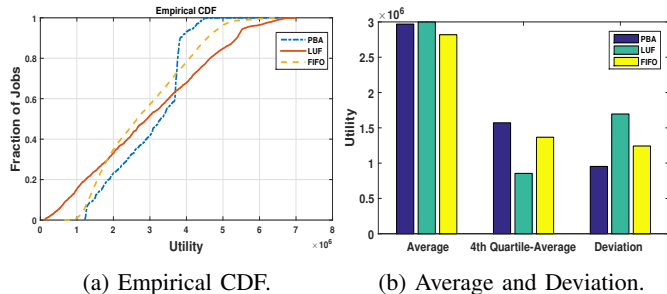 Empirical CDF
1
0.8
0.6
0.4
0.2
0
Fraction of Jobs
PBA
LUF
FIFO
0 1 2 3 4 5 6 7 8
Utility
×10^6
(a) Empirical CDF.
×10^6
3
2.5
2
1.5
1
0.5
0
Utility
PBA
LUF
FIFO
Average 4th Quartile-Average Deviation
(b) Average and Deviation.